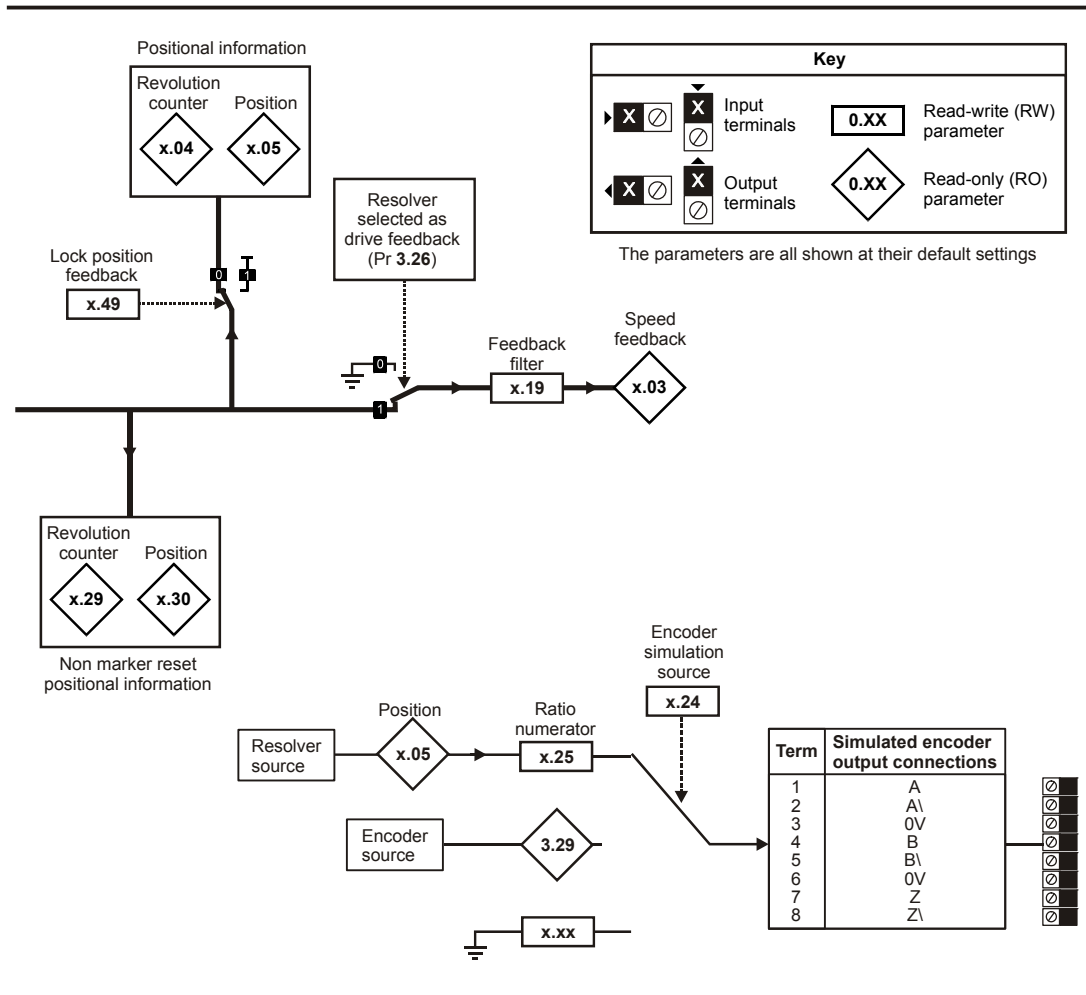 Positional information
Revolution
counter
Position
x.04
x.05
Lock position
feedback
x.49
0
1
Resolver
selected as
drive feedback
(Pr 3.26)
0
1
Feedback
filter
x.19
Speed
feedback
x.03
Key
X
X
Input
terminals
0.XX
Read-write (RW)
parameter
X
X
Output
terminals
0.XX
Read-only (RO)
parameter
The parameters are all shown at their default settings
Revolution
counter
Position
x.29
x.30
Non marker reset
positional information
Encoder
simulation
source
x.24
Resolver
source
Position
x.05
Ratio
numerator
x.25
Encoder
source
3.29
x.xx
Term Simulated encoder
output connections
1 A
2 A\
3 0V
4 B
5 B\
6 0V
7 Z
8 Z\